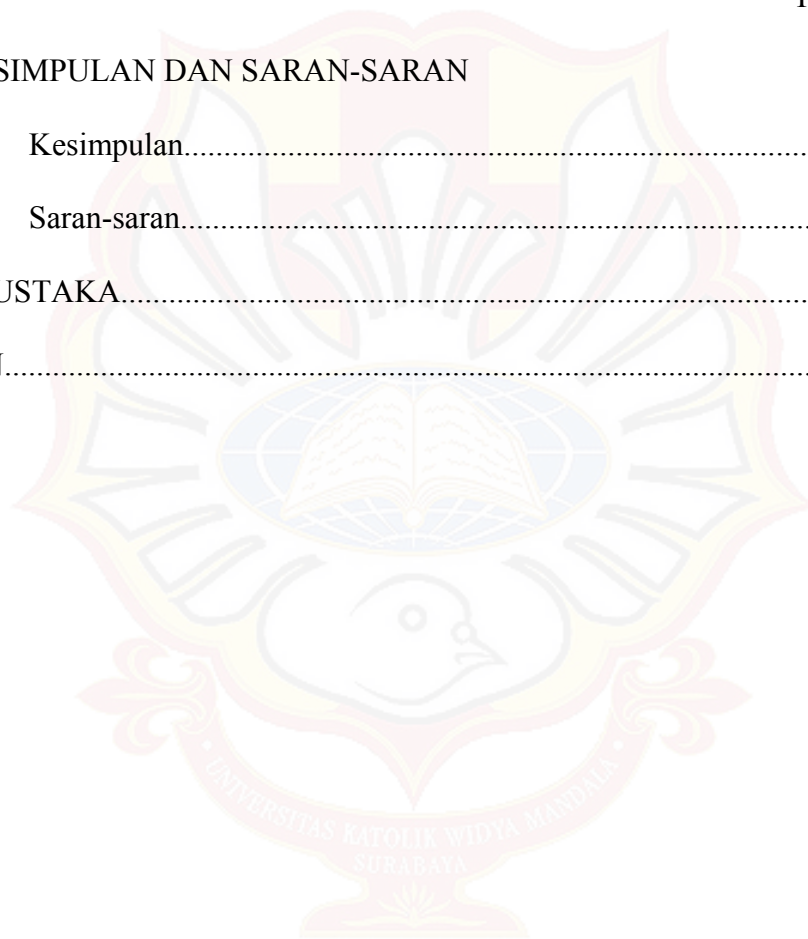 SIMPULAN DAN SARAN-SARAN
Kesimpulan................................................................................
Saran-saran................................................................................
USTAKA........................................................................................
.....................................................................................................
UNIVERSITAS KATOLIK WIDYA MANDALA
SURABAYA